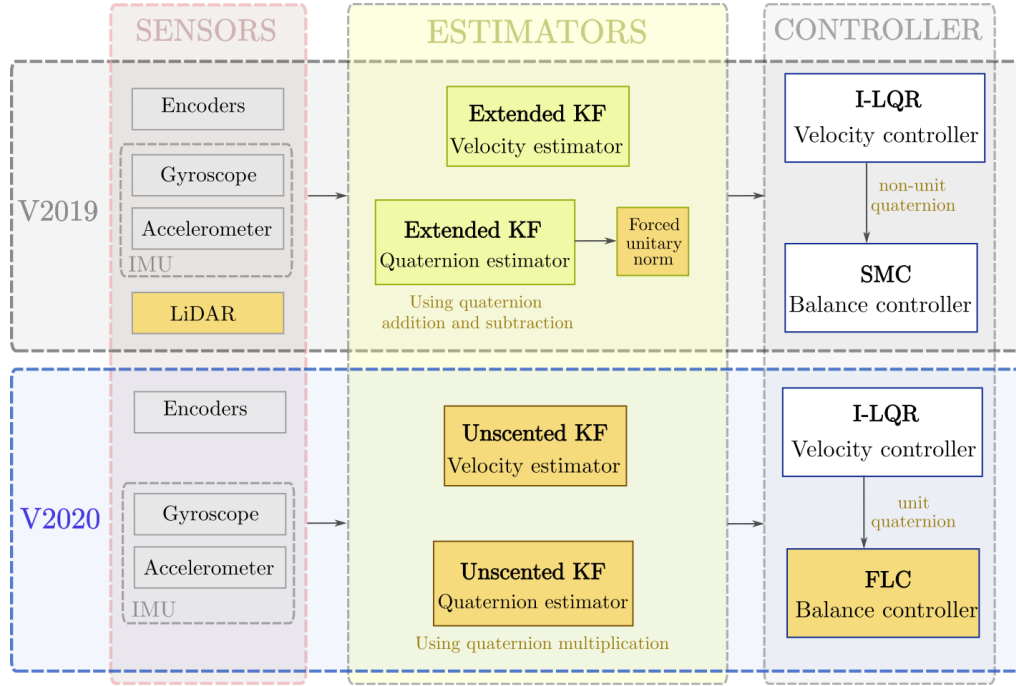 SENSORS
ESTIMATORS
CONTROLLER
V2019
Encoders
Gyroscope
Accelerometer
IMU
LiDAR
Extended KF
Velocity estimator
Extended KF
Quaternion estimator
Forced
unitary
norm
Using quaternion
addition and subtraction
I-LQR
Velocity controller
non-unit
quaternion
SMC
Balance controller
V2020
Encoders
Gyroscope
Accelerometer
IMU
Unscented KF
Velocity estimator
Unscented KF
Quaternion estimator
Using quaternion multiplication
I-LQR
Velocity controller
unit
quaternion
FLC
Balance controller